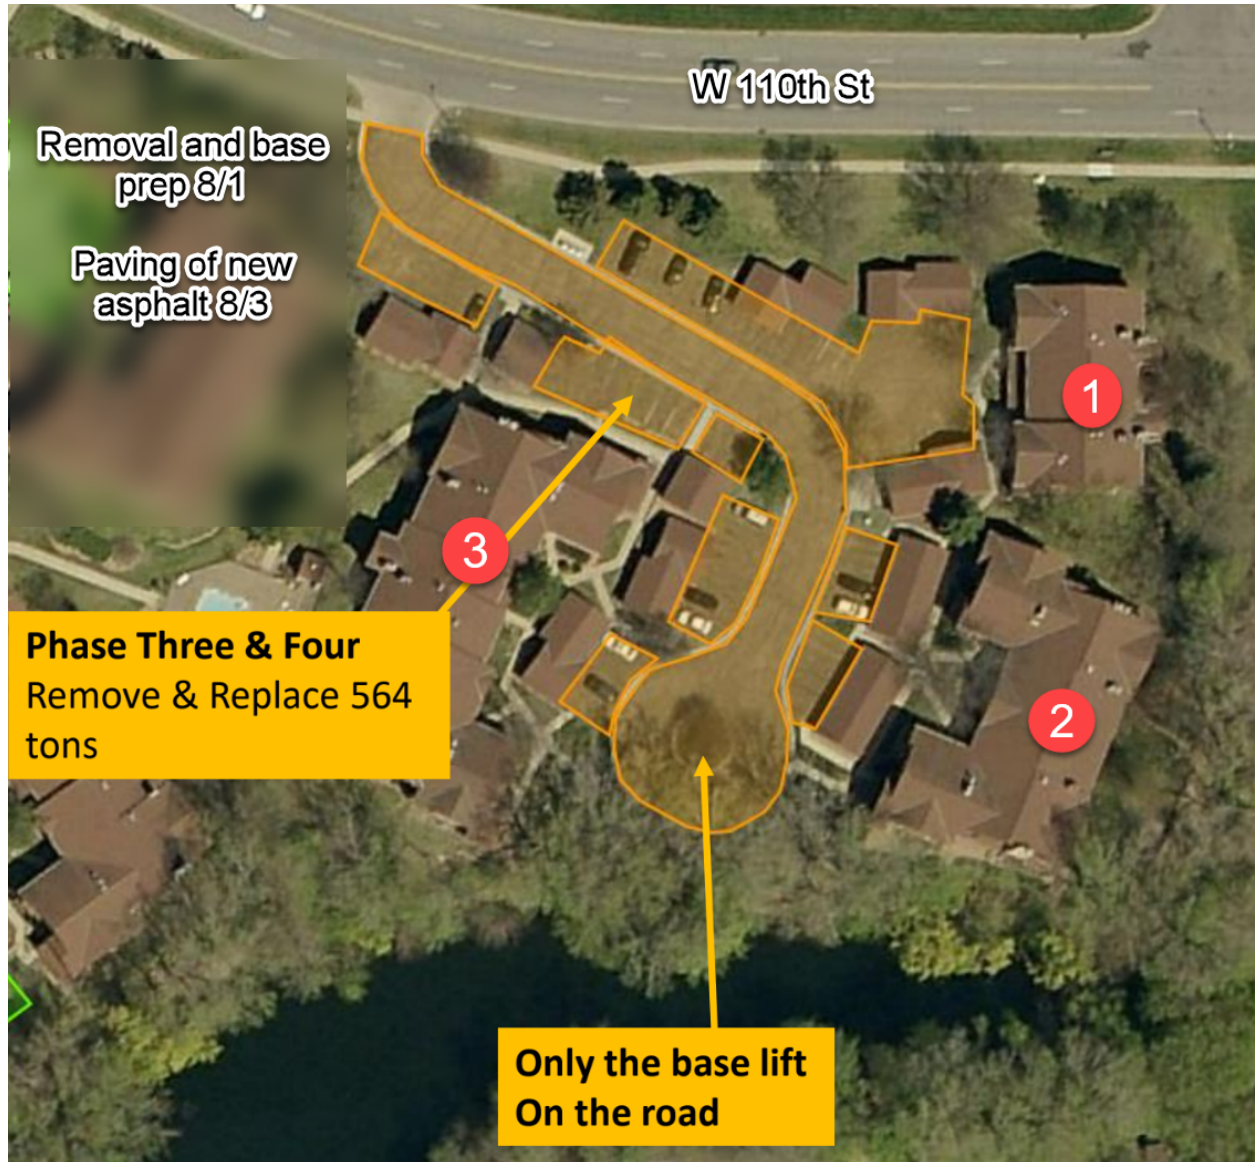 W 110th St
Removal and base
prep 8/1
Paving of new
asphalt 8/3
1
3
2
Phase Three & Four
Remove & Replace 564
tons
Only the base lift
On the road